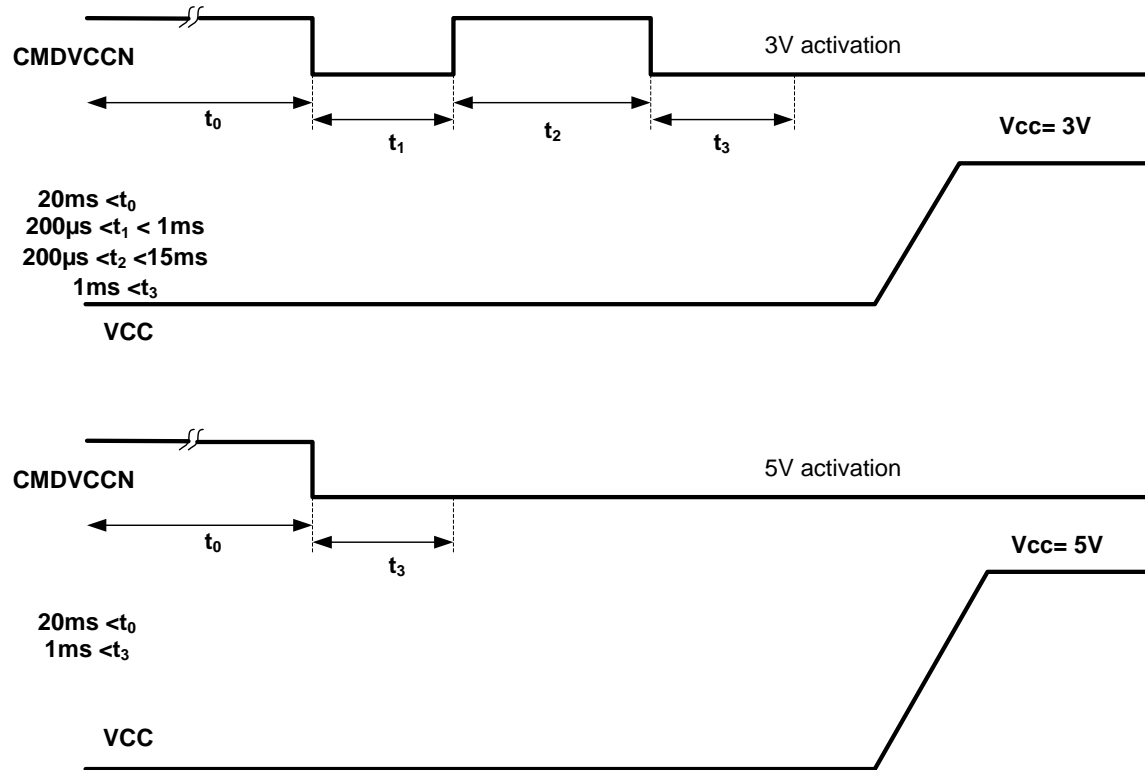 CMDVCCN
3V activation
t₀
t₁
t₂
t₃
Vcc= 3V
20ms <t₀
200µs <t₁ < 1ms
200µs <t₂ <15ms
1ms <t₃
VCC
CMDVCCN
5V activation
t₀
t₃
Vcc= 5V
20ms <t₀
1ms <t₃
VCC